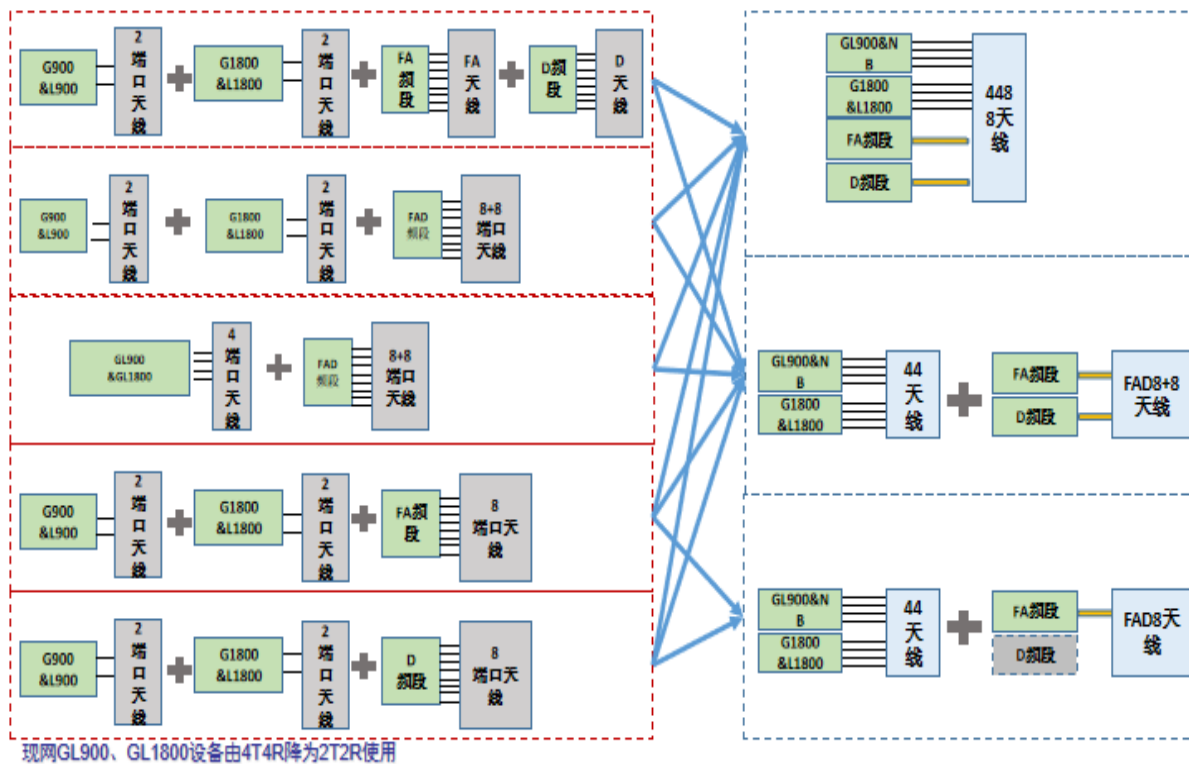 G900
&L900
2
端
口
天
线
G1800
&L1800
2
端
口
天
线
FA
频
段
FA
天
线
D频
段
D
天
线
G900
&L900
2
端
口
天
线
G1800
&L1800
2
端
口
天
线
FAD
频段
8+8
端口
天线
GL900
&GL1800
4
端
口
天
线
FAD
频段
8+8
端口
天线
G900
&L900
2
端
口
天
线
G1800
&L1800
2
端
口
天
线
FA频
段
8
端口天
线
G900
&L900
2
端
口
天
线
G1800
&L1800
2
端
口
天
线
D
频段
8
端口天
线
现网GL900、GL1800设备由4T4R降为2T2R使用
GL900&N
B
G1800
&L1800
FA频段
D频段
448
8天
线
GL900&N
B
G1800
&L1800
44
天
线
FA频段
D频段
FAD8+8
天线
GL900&N
B
G1800
&L1800
44
天
线
FA频段
D频段
FAD8天
线